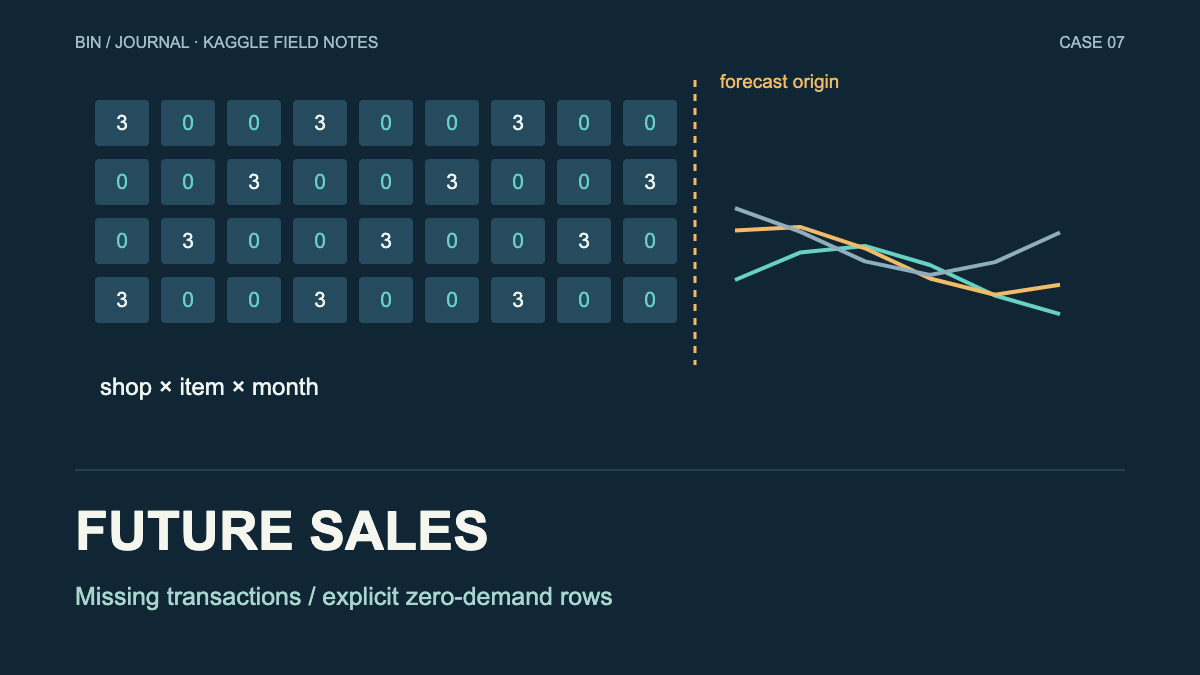 BIN / JOURNAL · KAGGLE FIELD NOTES
CASE 07
forecast origin
3 0 0 3 0 0 3 0 0
0 0 3 0 0 3 0 0 3
0 3 0 0 3 0 0 3 0
3 0 0 3 0 0 3 0 0
shop × item × month
FUTURE SALES
Missing transactions / explicit zero-demand rows